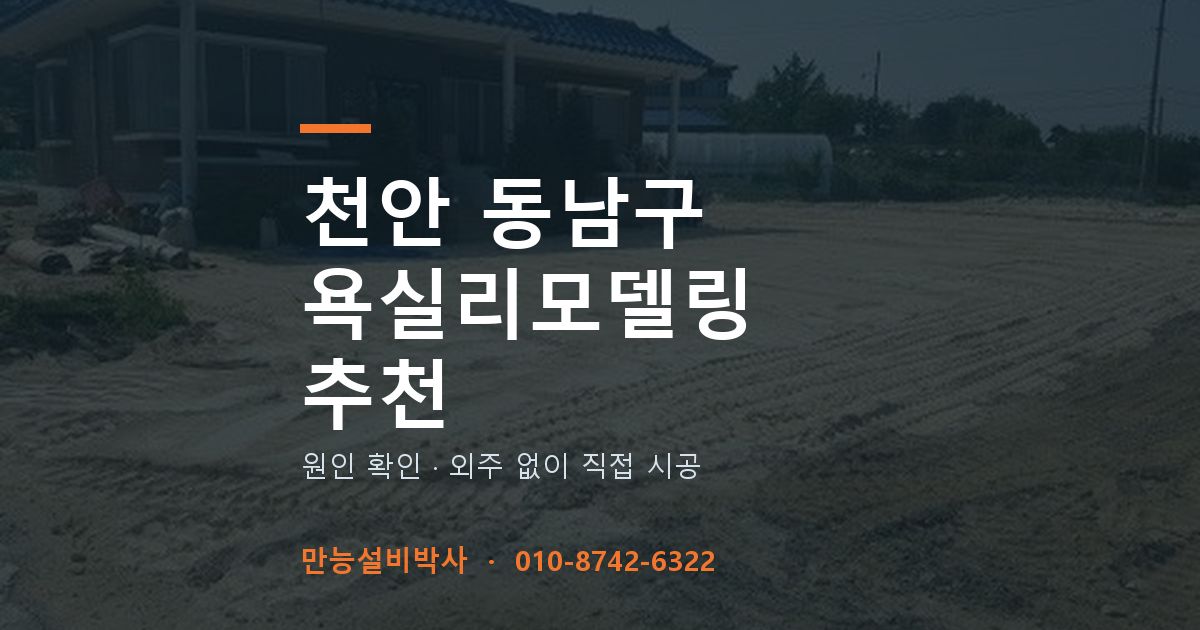 천안 동남구
욕실리모델링
추천
원인 확인 · 외주 없이 직접 시공
만능설비박사 · 010-8742-6322